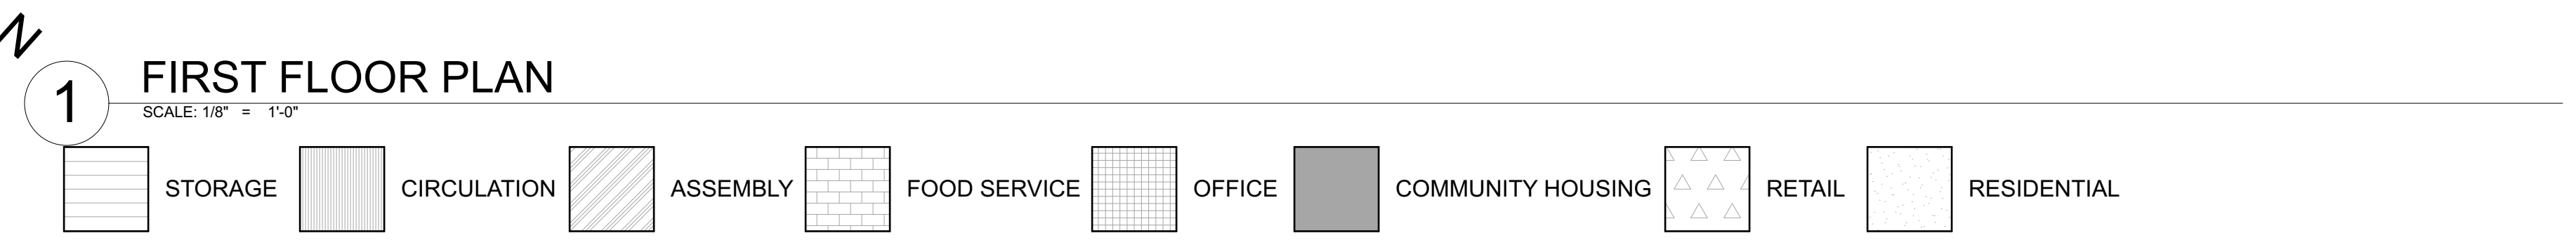 N
1
FIRST FLOOR PLAN
SCALE: 1/8" = 1'-0"
STORAGE CIRCULATION ASSEMBLY FOOD SERVICE OFFICE COMMUNITY HOUSING RETAIL RESIDENTIAL